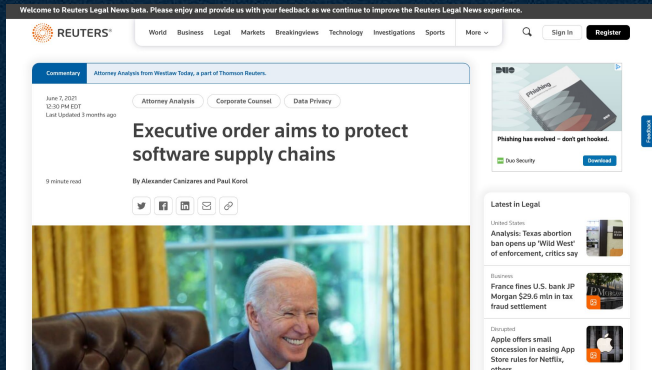 Welcome to Reuters Legal News beta. Please enjoy and provide us with your feedback as we continue to improve the Reuters Legal News experience.
REUTERS®
World Business Legal Markets Breakingviews Technology Investigations Sports More
Sign In Register
Commentary Attorney Analysis from Westlaw Today, a part of Thomson Reuters.
June 7, 2021
12:30 PM EDT
Last Updated 3 months ago
Attorney Analysis Corporate Counsel Data Privacy
Executive order aims to protect
software supply chains
9 minute read
By Alexander Canizares and Paul Korol
DUO
Phishing
Phishing has evolved – don't get hooked.
Duo Security Download
Feedback
Latest in Legal
United States
Analysis: Texas abortion
ban opens up 'Wild West'
of enforcement, critics say
Business
France fines U.S. bank JP
Morgan $29.6 mln in tax
fraud settlement
Disrupted
Apple offers small
concession in easing App
Store rules for Netflix,
others